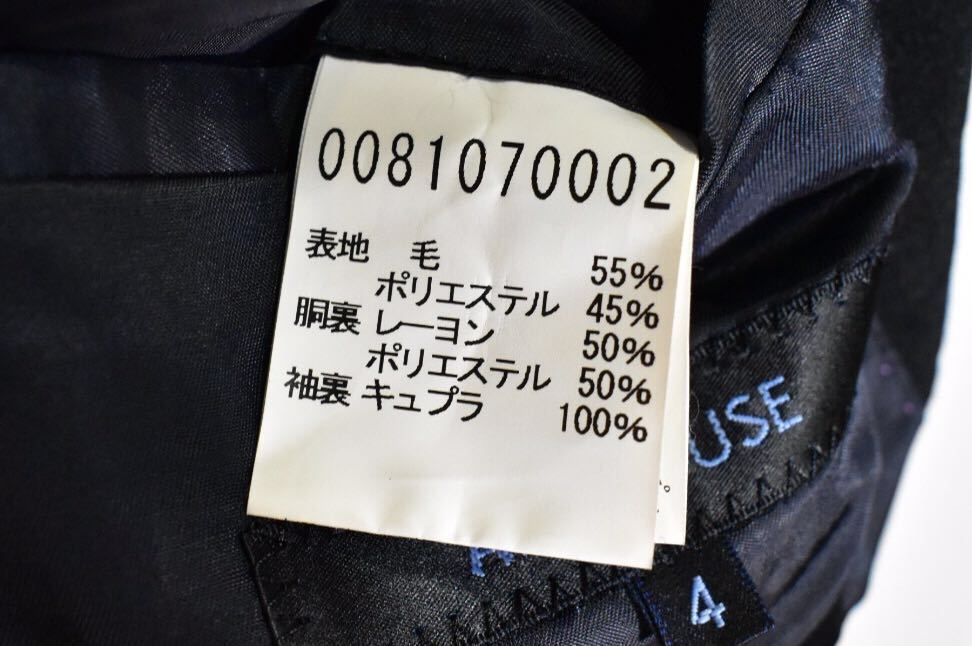 0081070002
表地 毛 55%
ポリエステル 45%
胴裏 レーヨン 50%
ポリエステル 50%
袖裏 キュプラ 100%
USE
4